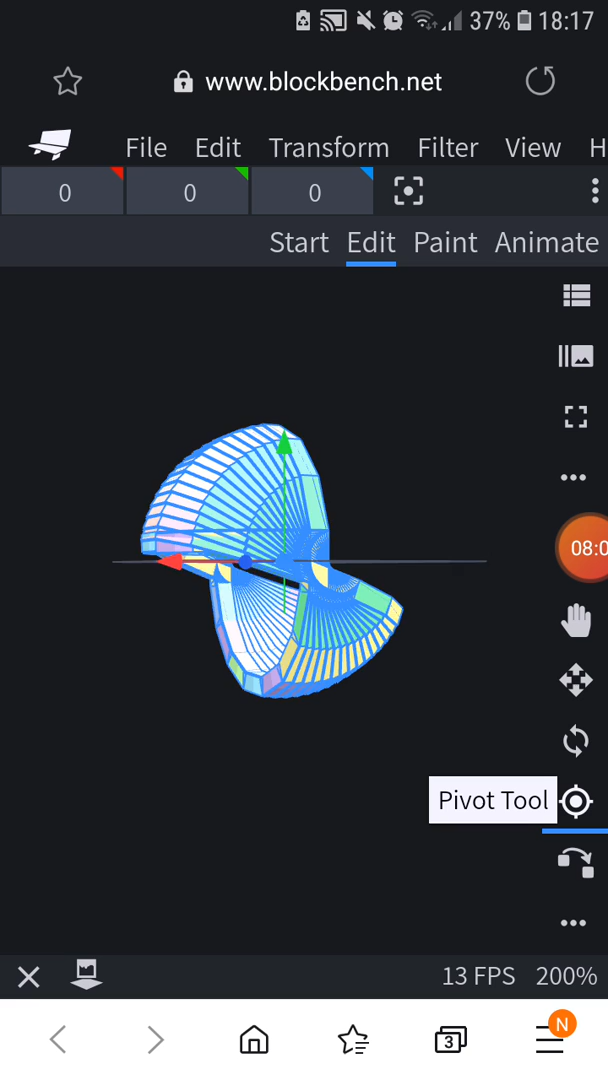 37% 18:17
www.blockbench.net
File Edit Transform Filter View H
0 0 0
Start Edit Paint Animate
08:0
Pivot Tool
13 FPS 200%
3 N